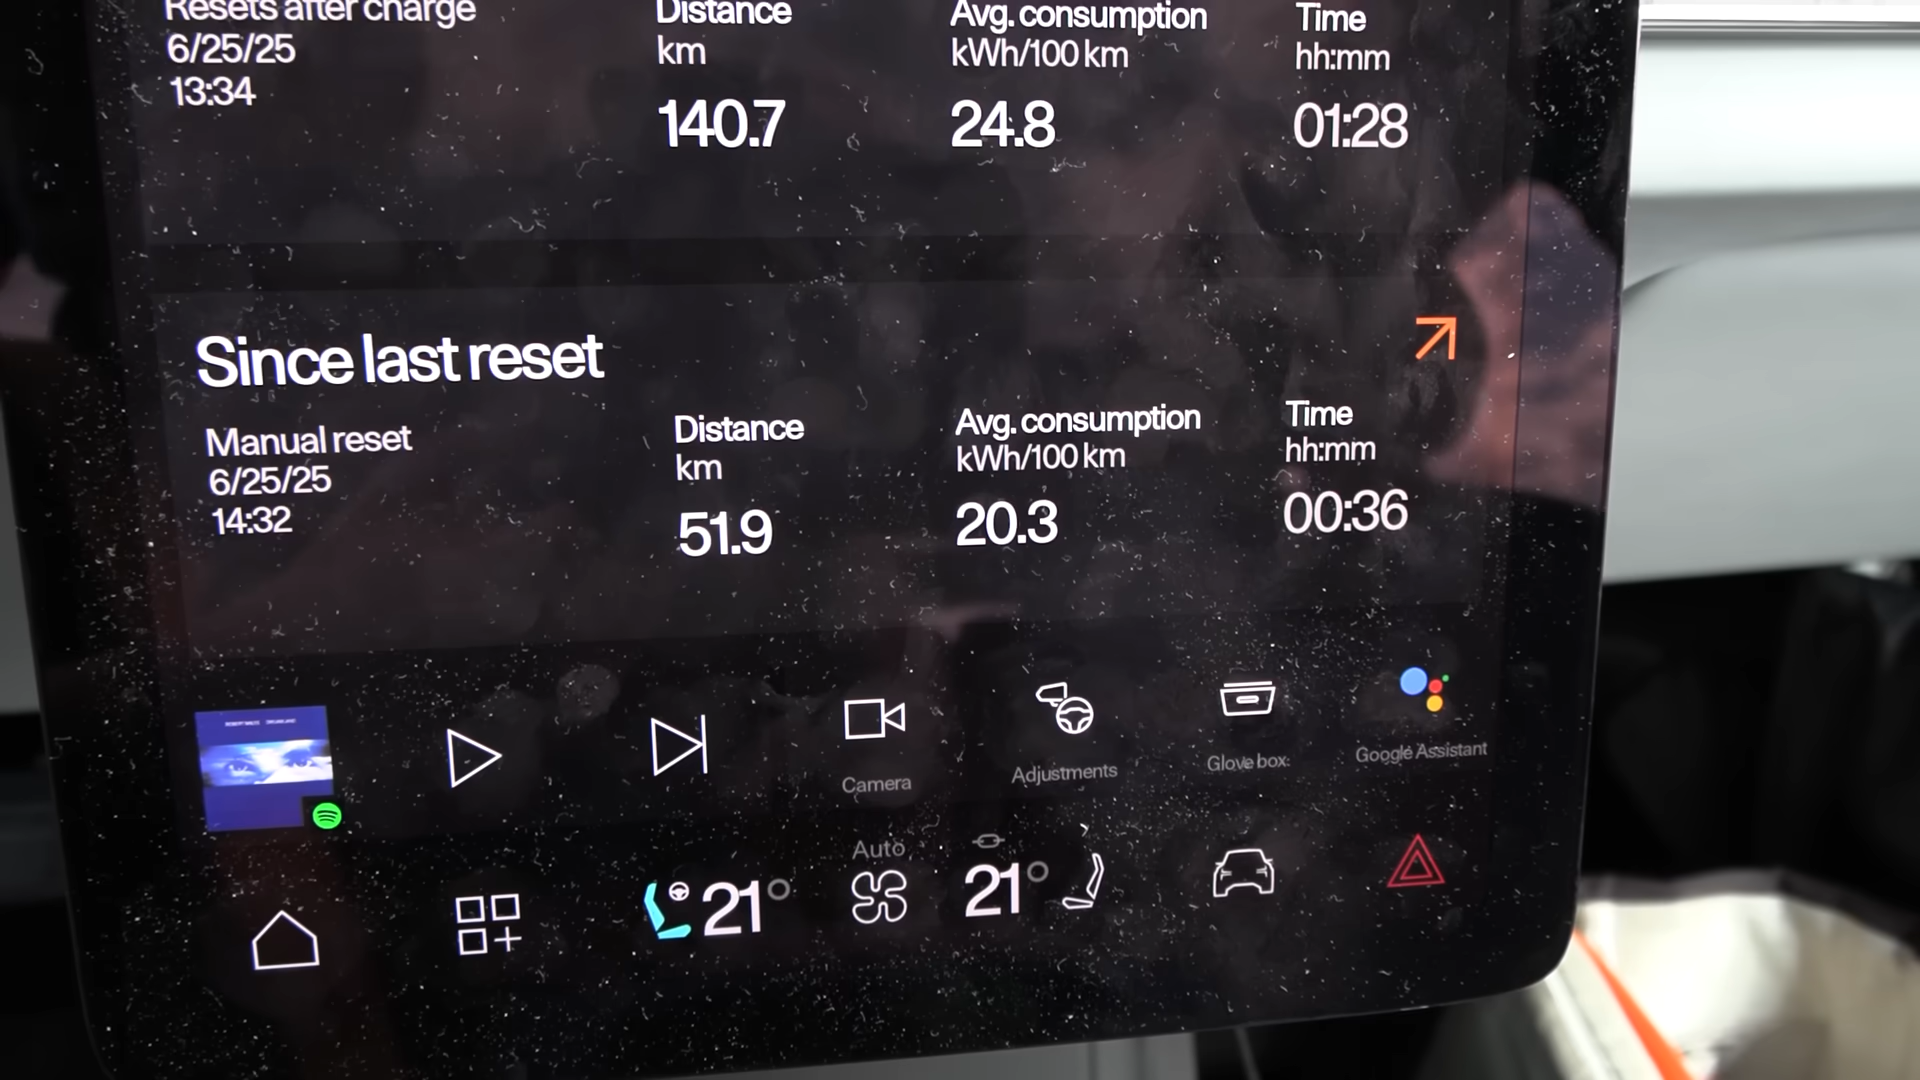 Resets after charge
6/25/25
13:34
Distance
km
140.7
Avg. consumption
kWh/100 km
24.8
Time
hh:mm
01:28
Since last reset
Manual reset
6/25/25
14:32
Distance
km
51.9
Avg. consumption
kWh/100 km
20.3
Time
hh:mm
00:36
Camera
Adjustments
Glove box
Google Assistant
21°
Auto
21°